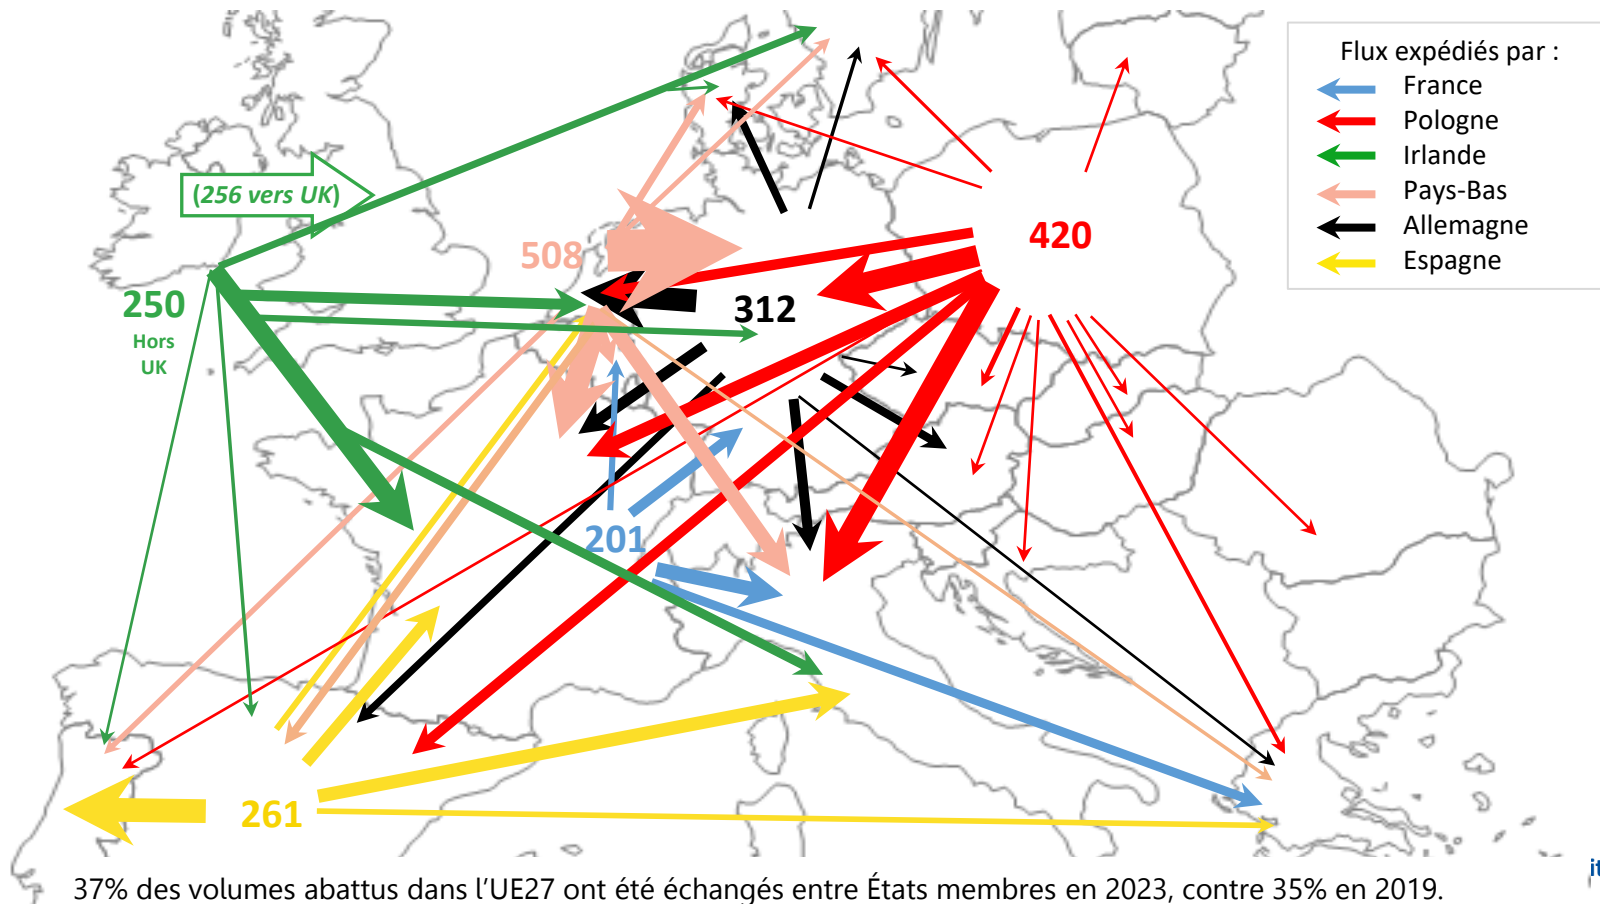 Flux expédiés par :
France
Pologne
Irlande
Pays-Bas
Allemagne
Espagne
(256 vers UK)
508
420
250
Hors
UK
312
201
261
37% des volumes abattus dans l'UE27 ont été échangés entre États membres en 2023, contre 35% en 2019.
it